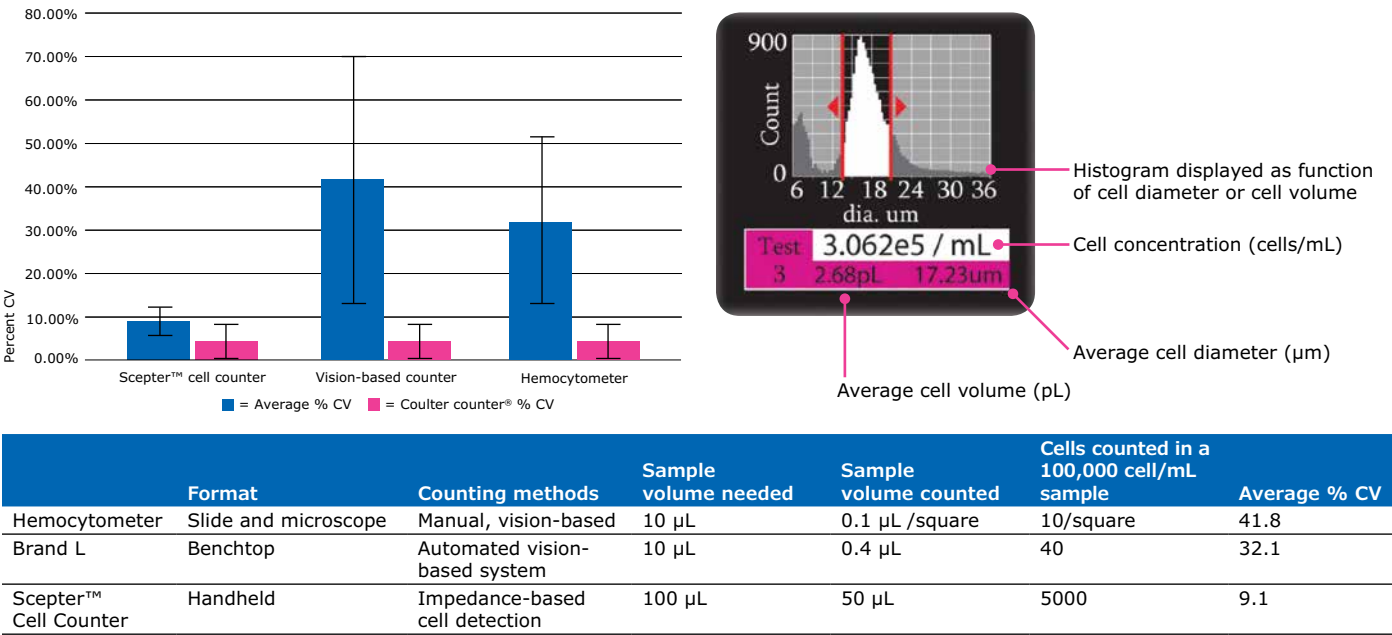 80.00%
70.00%
60.00%
50.00%
40.00%
30.00%
20.00%
10.00%
0.00%
Percent CV
Scepter™ cell counter
Vision-based counter
Hemocytometer
= Average % CV
= Coulter counter® % CV
900
Count
0
6 12 18 24 30 36
dia. um
Test 3.062e5 / mL
3 2.68pL 17.23um
Histogram displayed as function
of cell diameter or cell volume
Cell concentration (cells/mL)
Average cell diameter (µm)
Average cell volume (pL)
Format
Counting methods
Sample
volume needed
Sample
volume counted
Cells counted in a
100,000 cell/mL
sample
Average % CV
Hemocytometer
Slide and microscope
Manual, vision-based
10 µL
0.1 µL /square
10/square
41.8
Brand L
Benchtop
Automated vision-
based system
10 µL
0.4 µL
40
32.1
Scepter™
Cell Counter
Handheld
Impedance-based
cell detection
100 µL
50 µL
5000
9.1